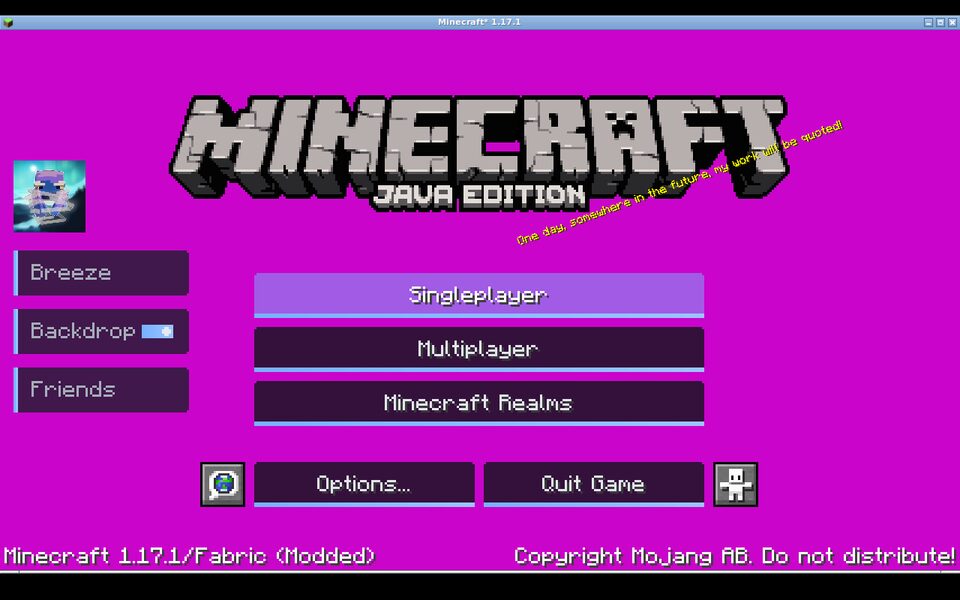 Minecraft* 1.17.1
MINECRAFT
JAVA EDITION
One day, somewhere in the future, my work will be quoted!
Breeze
Backdrop
Friends
Singleplayer
Multiplayer
Minecraft Realms
Options...
Quit Game
Minecraft 1.17.1/Fabric (Modded)
Copyright Mojang AB. Do not distribute!